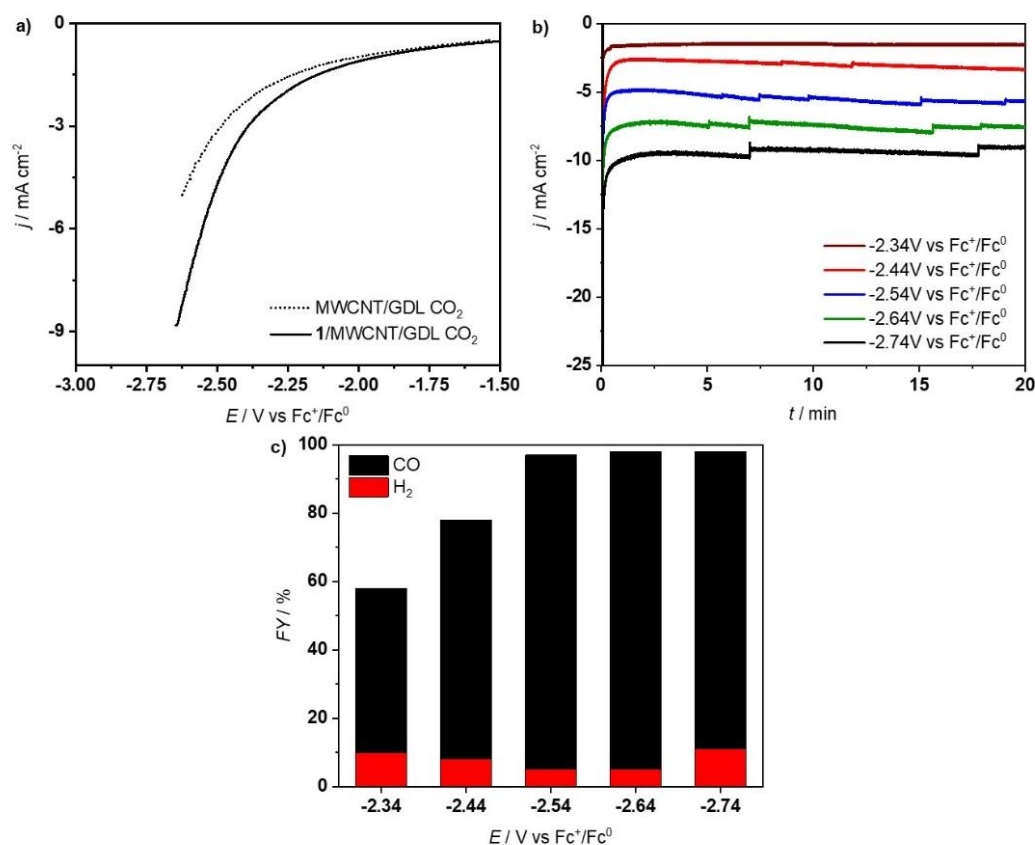 a)
0
-3
-6
-9
j / mA cm⁻²
MWCNT/GDL CO₂
1/MWCNT/GDL CO₂
-3.00 -2.75 -2.50 -2.25 -2.00 -1.75 -1.50
E / V vs Fc⁺/Fc⁰
b)
0
-5
-10
-15
-20
-25
j / mA cm⁻²
-2.34V vs Fc⁺/Fc⁰
-2.44V vs Fc⁺/Fc⁰
-2.54V vs Fc⁺/Fc⁰
-2.64V vs Fc⁺/Fc⁰
-2.74V vs Fc⁺/Fc⁰
0 5 10 15 20
t / min
c)
100
80
60
40
20
0
FY / %
CO
H₂
-2.34 -2.44 -2.54 -2.64 -2.74
E / V vs Fc⁺/Fc⁰